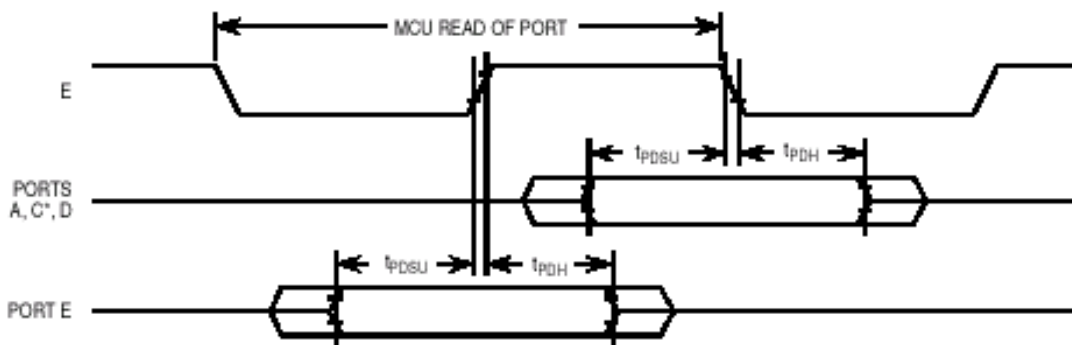 MCU READ OF PORT
E
tPDSU
tPDH
PORTS
A, C*, D
tPDSU
tPDH
PORT E